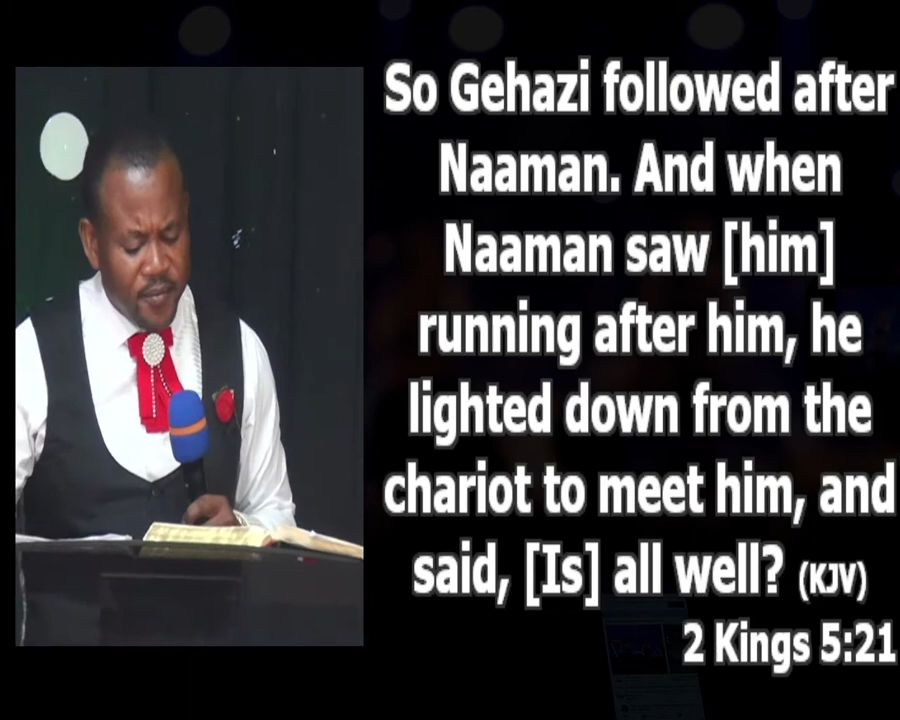 So Gehazi followed after
Naaman. And when
Naaman saw [him]
running after him, he
lighted down from the
chariot to meet him, and
said, [Is] all well? (KJV)
2 Kings 5:21